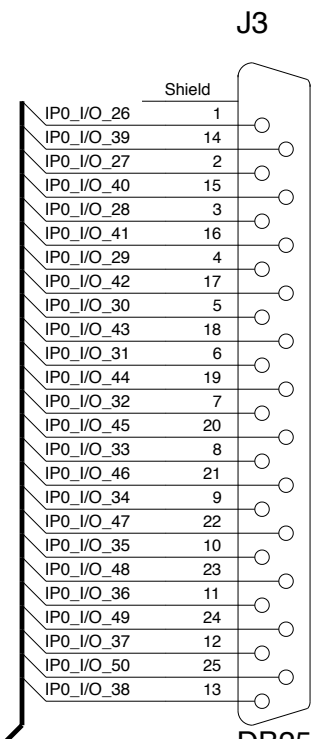 J3
Shield
IP0_I/O_26 1
IP0_I/O_39 14
IP0_I/O_27 2
IP0_I/O_40 15
IP0_I/O_28 3
IP0_I/O_41 16
IP0_I/O_29 4
IP0_I/O_42 17
IP0_I/O_30 5
IP0_I/O_43 18
IP0_I/O_31 6
IP0_I/O_44 19
IP0_I/O_32 7
IP0_I/O_45 20
IP0_I/O_33 8
IP0_I/O_46 21
IP0_I/O_34 9
IP0_I/O_47 22
IP0_I/O_35 10
IP0_I/O_48 23
IP0_I/O_36 11
IP0_I/O_49 24
IP0_I/O_37 12
IP0_I/O_50 25
IP0_I/O_38 13